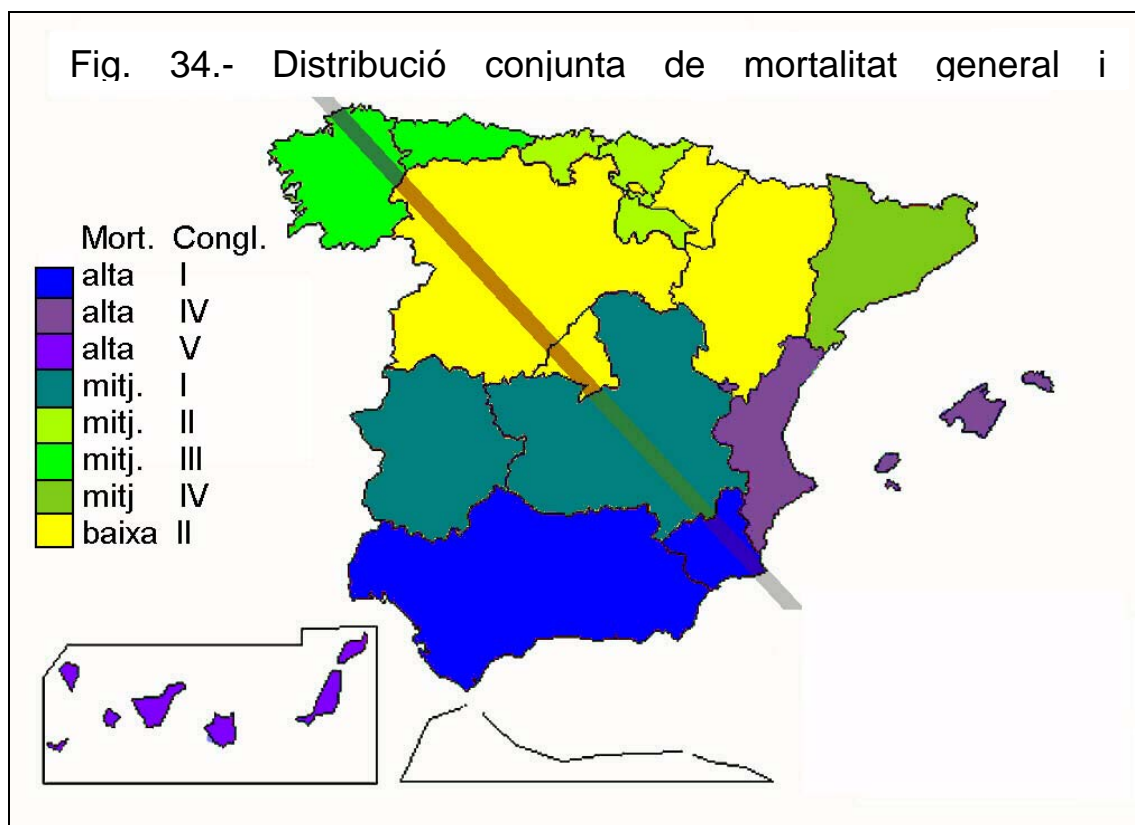 Fig. 34.- Distribució conjunta de mortalitat general i
Mort. Congl.
alta I
alta IV
alta V
mitj. I
mitj. II
mitj. III
mitj IV
baixa II